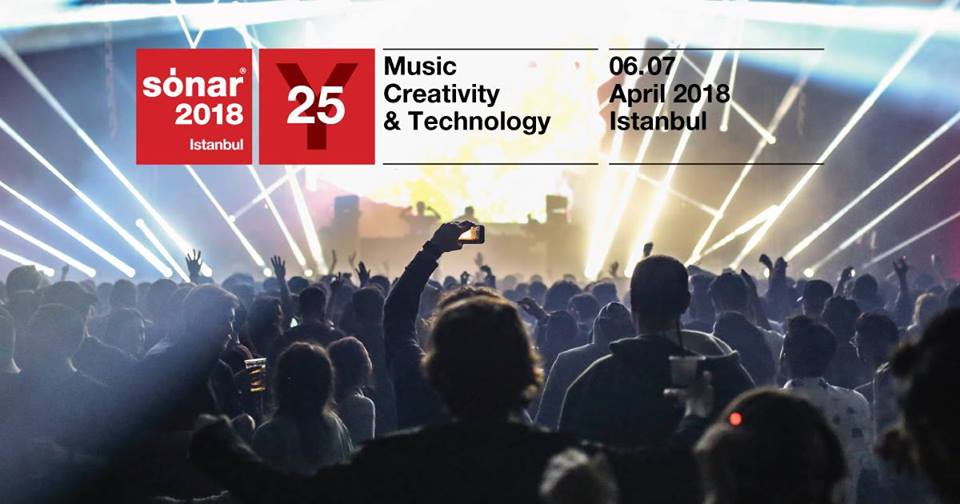 sónar®
2018
Istanbul
Y
25
Music
Creativity
& Technology
06.07
April 2018
Istanbul